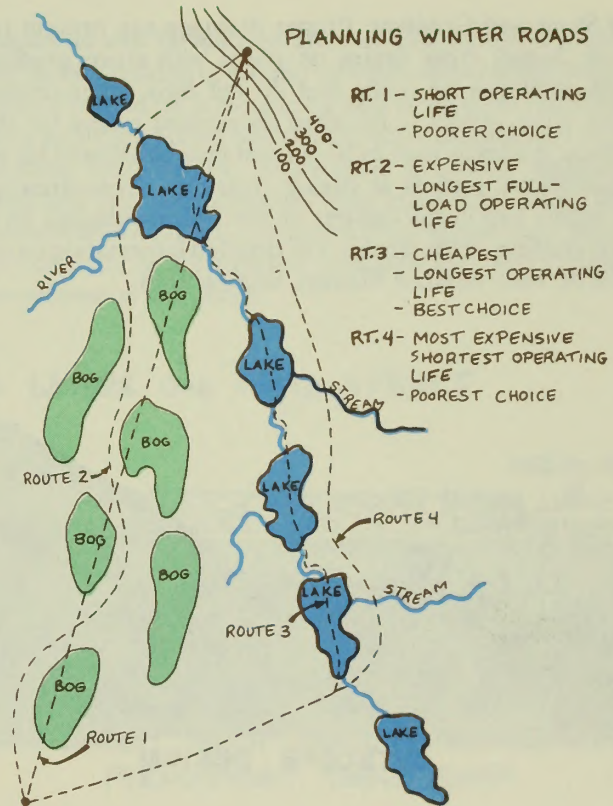 PLANNING WINTER ROADS
RT. 1 - SHORT OPERATING
LIFE
- POORER CHOICE
RT. 2 - EXPENSIVE
- LONGEST FULL-
LOAD OPERATING
LIFE
RT. 3 - CHEAPEST
- LONGEST OPERATING
LIFE
- BEST CHOICE
RT. 4 - MOST EXPENSIVE
SHORTEST OPERATING
LIFE
- POOREST CHOICE
400
300
200
100
LAKE
LAKE
RIVER
BOG
BOG
LAKE
STREAM
BOG
ROUTE 2
LAKE
ROUTE 4
BOG
BOG
LAKE
STREAM
ROUTE 3
BOG
ROUTE 1
LAKE